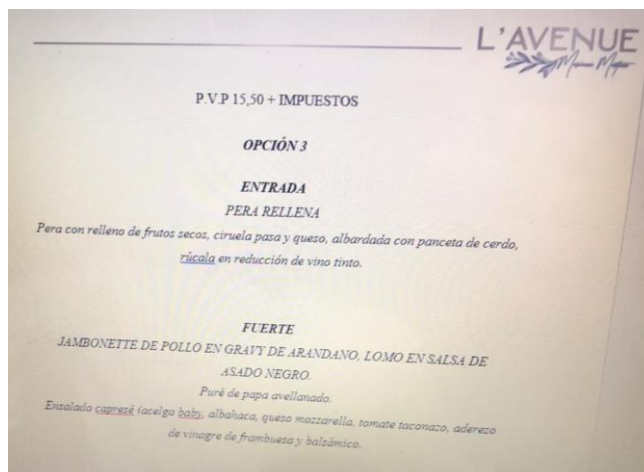 L'AVENUE
P.V.P 15,50 + IMPUESTOS
OPCIÓN 3
ENTRADA
PERA RELLENA
Pera con relleno de frutos secos, ciruela pasa y queso, albardada con panceta de cerdo,
rúcala en reducción de vino tinto.
FUERTE
JAMBONETTE DE POLLO EN GRAVY DE ARANDANO, LOMO EN SALSA DE
ASADO NEGRO.
Puré de papa avellanado.
Ensalada capresé (acelga baby, albahaca, queso mozzarella, tomate taconazo, aderezo
de vinagre de frambuesa y balsámico.